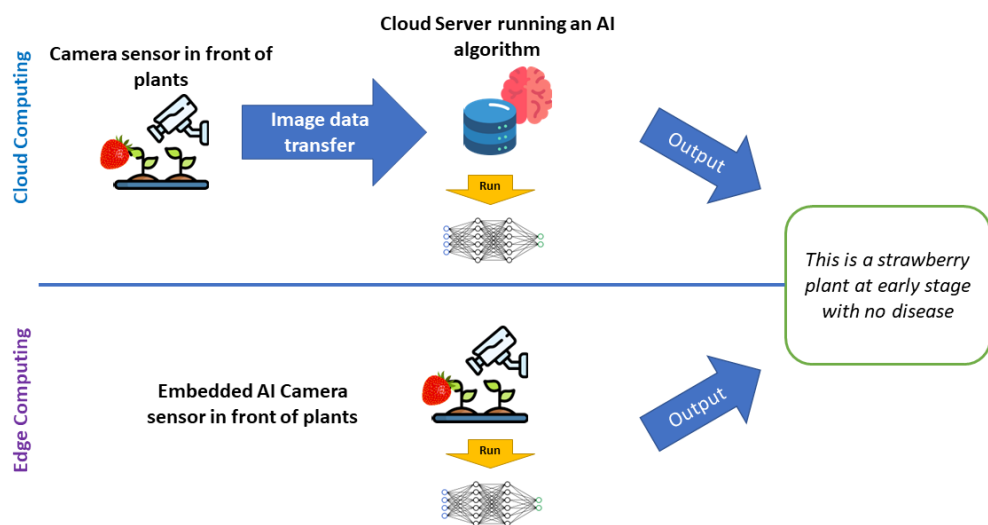 Cloud Computing
Camera sensor in front of
plants
Image data
transfer
Cloud Server running an AI
algorithm
Run
Output
This is a strawberry
plant at early stage
with no disease
Edge Computing
Embedded AI Camera
sensor in front of plants
Run
Output